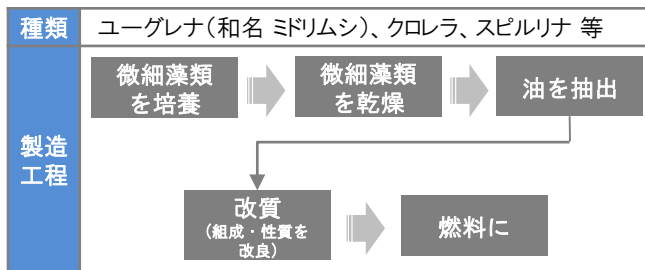 種類
ユーグレナ(和名 ミドリムシ)、クロレラ、スピルリナ 等
製造
工程
微細藻類
を培養
微細藻類
を乾燥
油を抽出
改質
(組成・性質を
改良)
燃料に